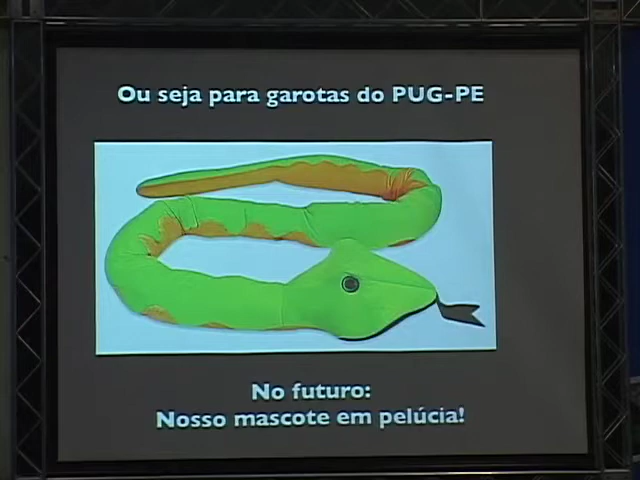 Ou seja para garotas do PUG-PE
No futuro:
Nosso mascote em pelúcia!